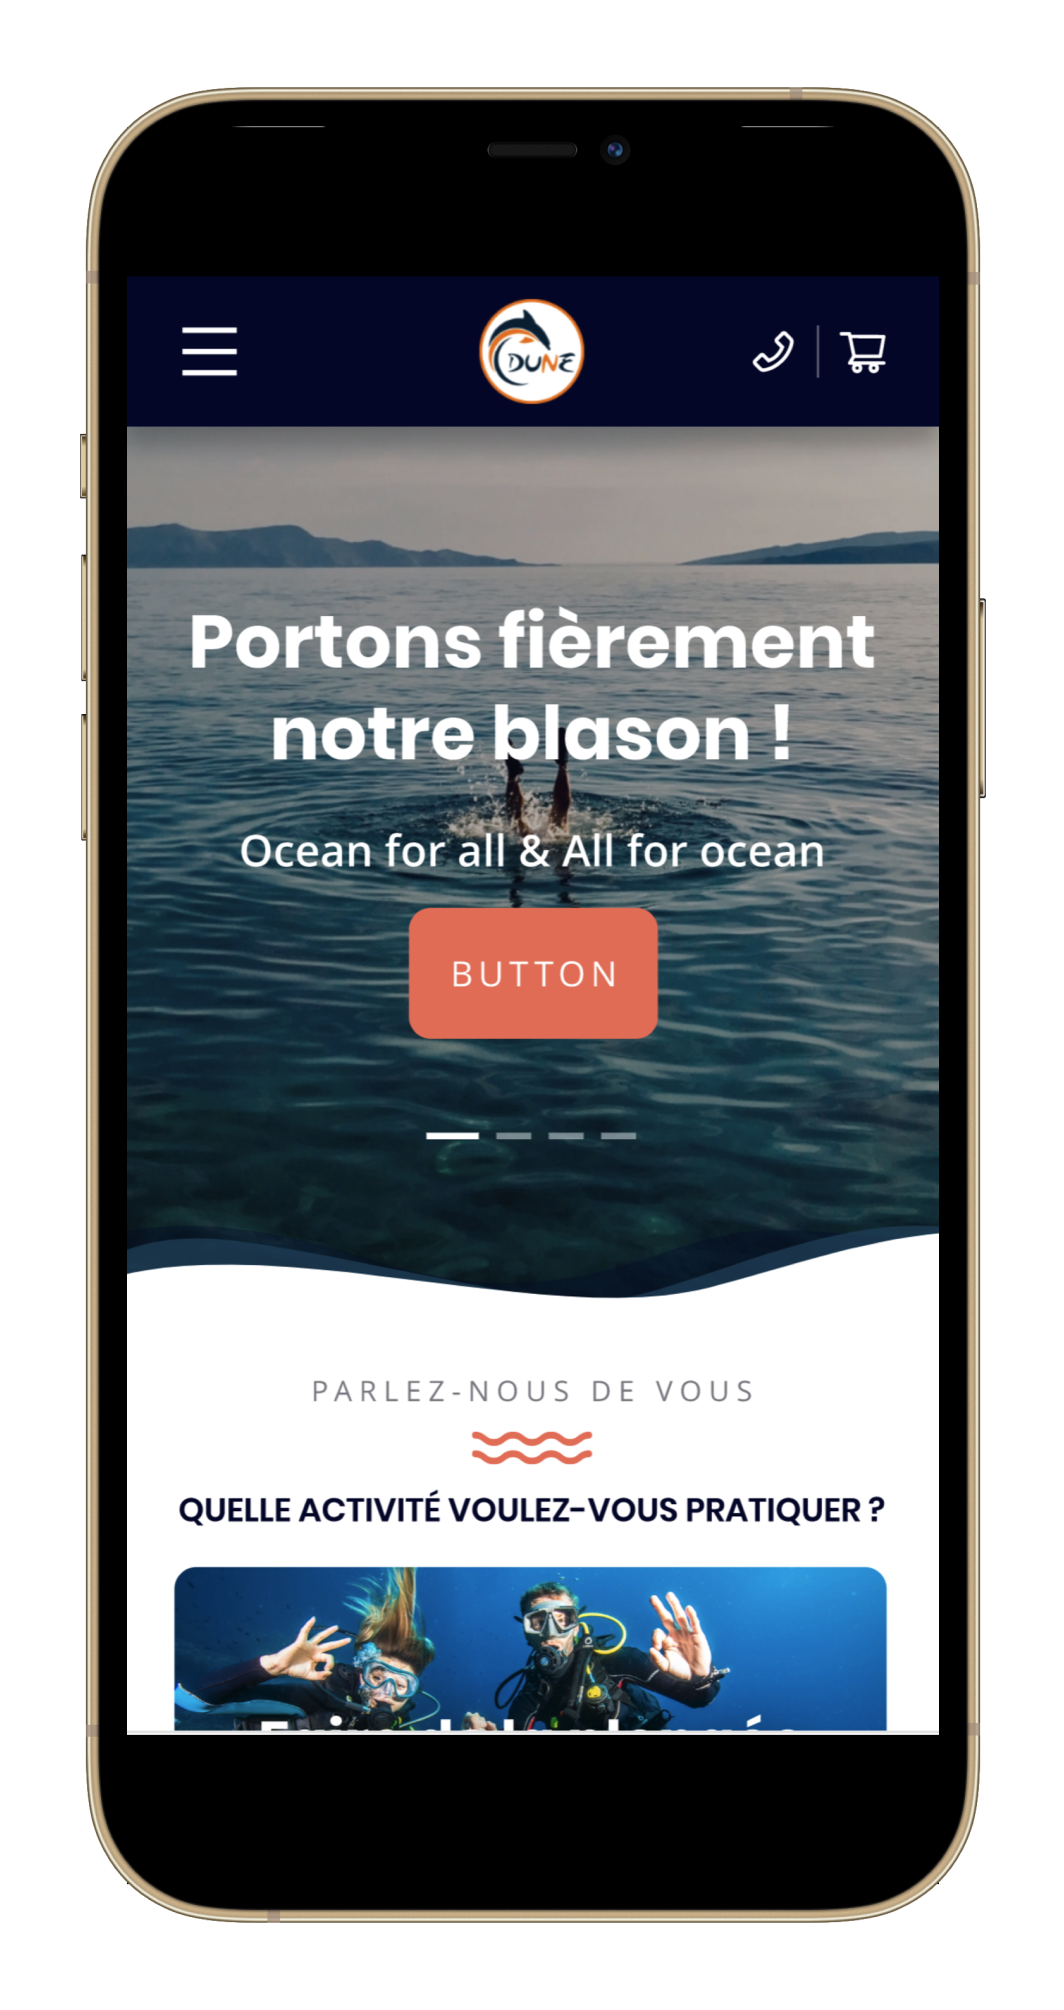 DUNE
Portons fièrement
notre blason !
Ocean for all & All for ocean
BUTTON
PARLEZ-NOUS DE VOUS
QUELLE ACTIVITÉ VOULEZ-VOUS PRATIQUER ?